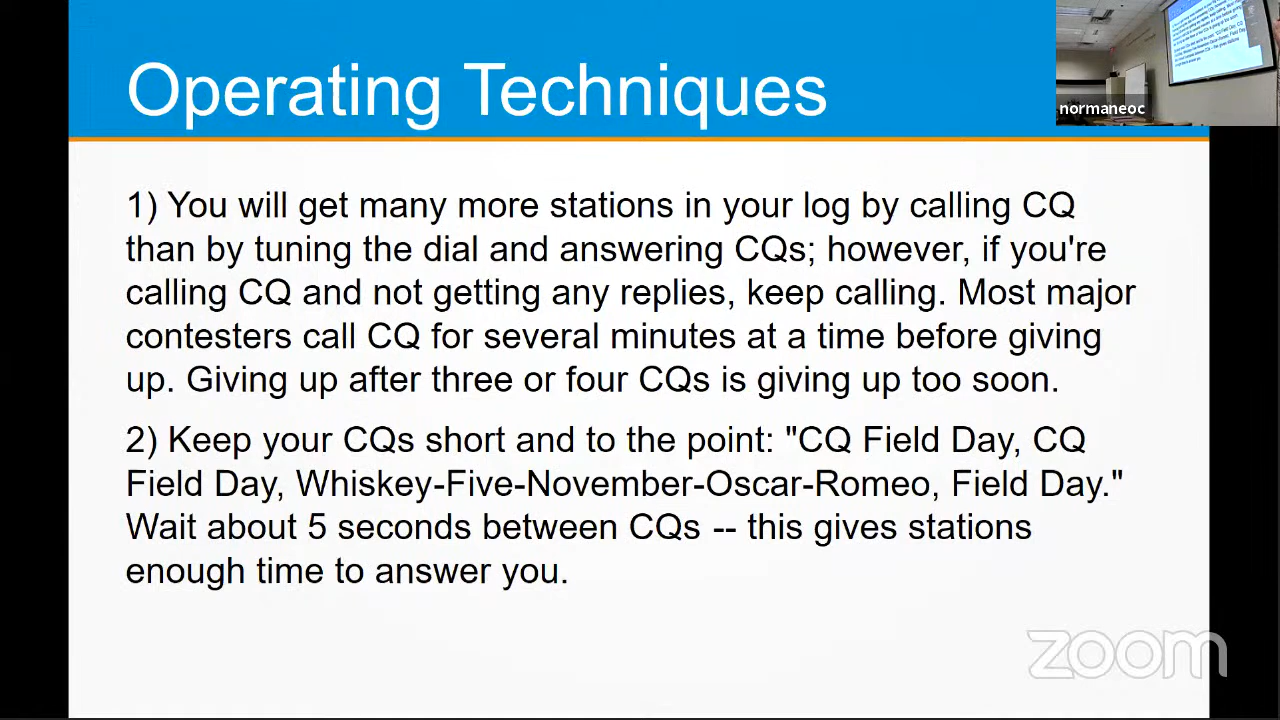 Operating Techniques
normaneoc
1) You will get many more stations in your log by calling CQ
than by tuning the dial and answering CQs; however, if you're
calling CQ and not getting any replies, keep calling. Most major
contesters call CQ for several minutes at a time before giving
up. Giving up after three or four CQs is giving up too soon.
2) Keep your CQs short and to the point: "CQ Field Day, CQ
Field Day, Whiskey-Five-November-Oscar-Romeo, Field Day."
Wait about 5 seconds between CQs -- this gives stations
enough time to answer you.
zoom